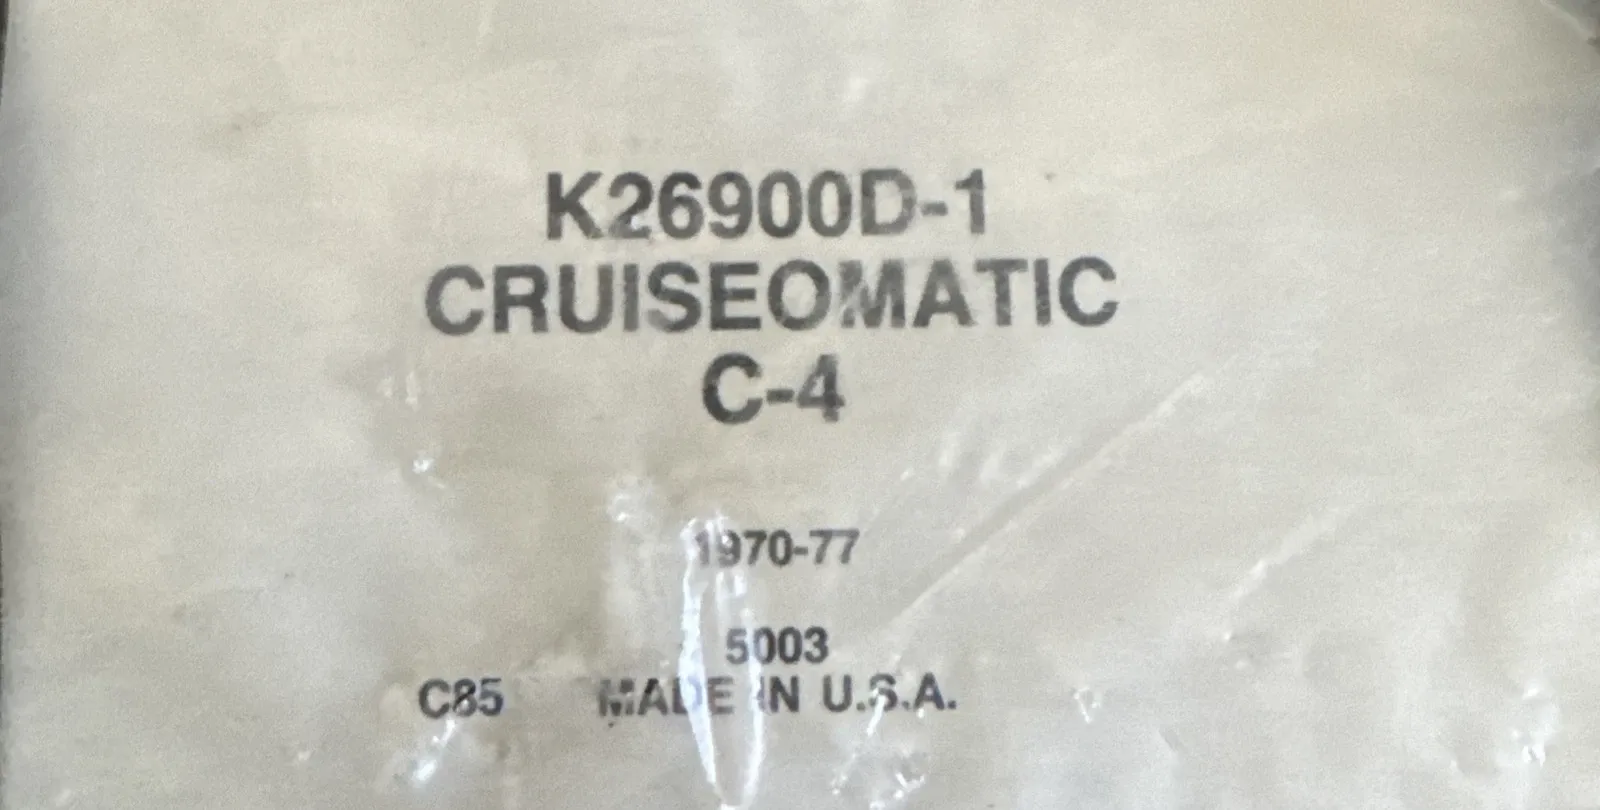 K26900D-1
CRUISEOMATIC
C-4
1970-77
5003
C85 MADE IN U.S.A.